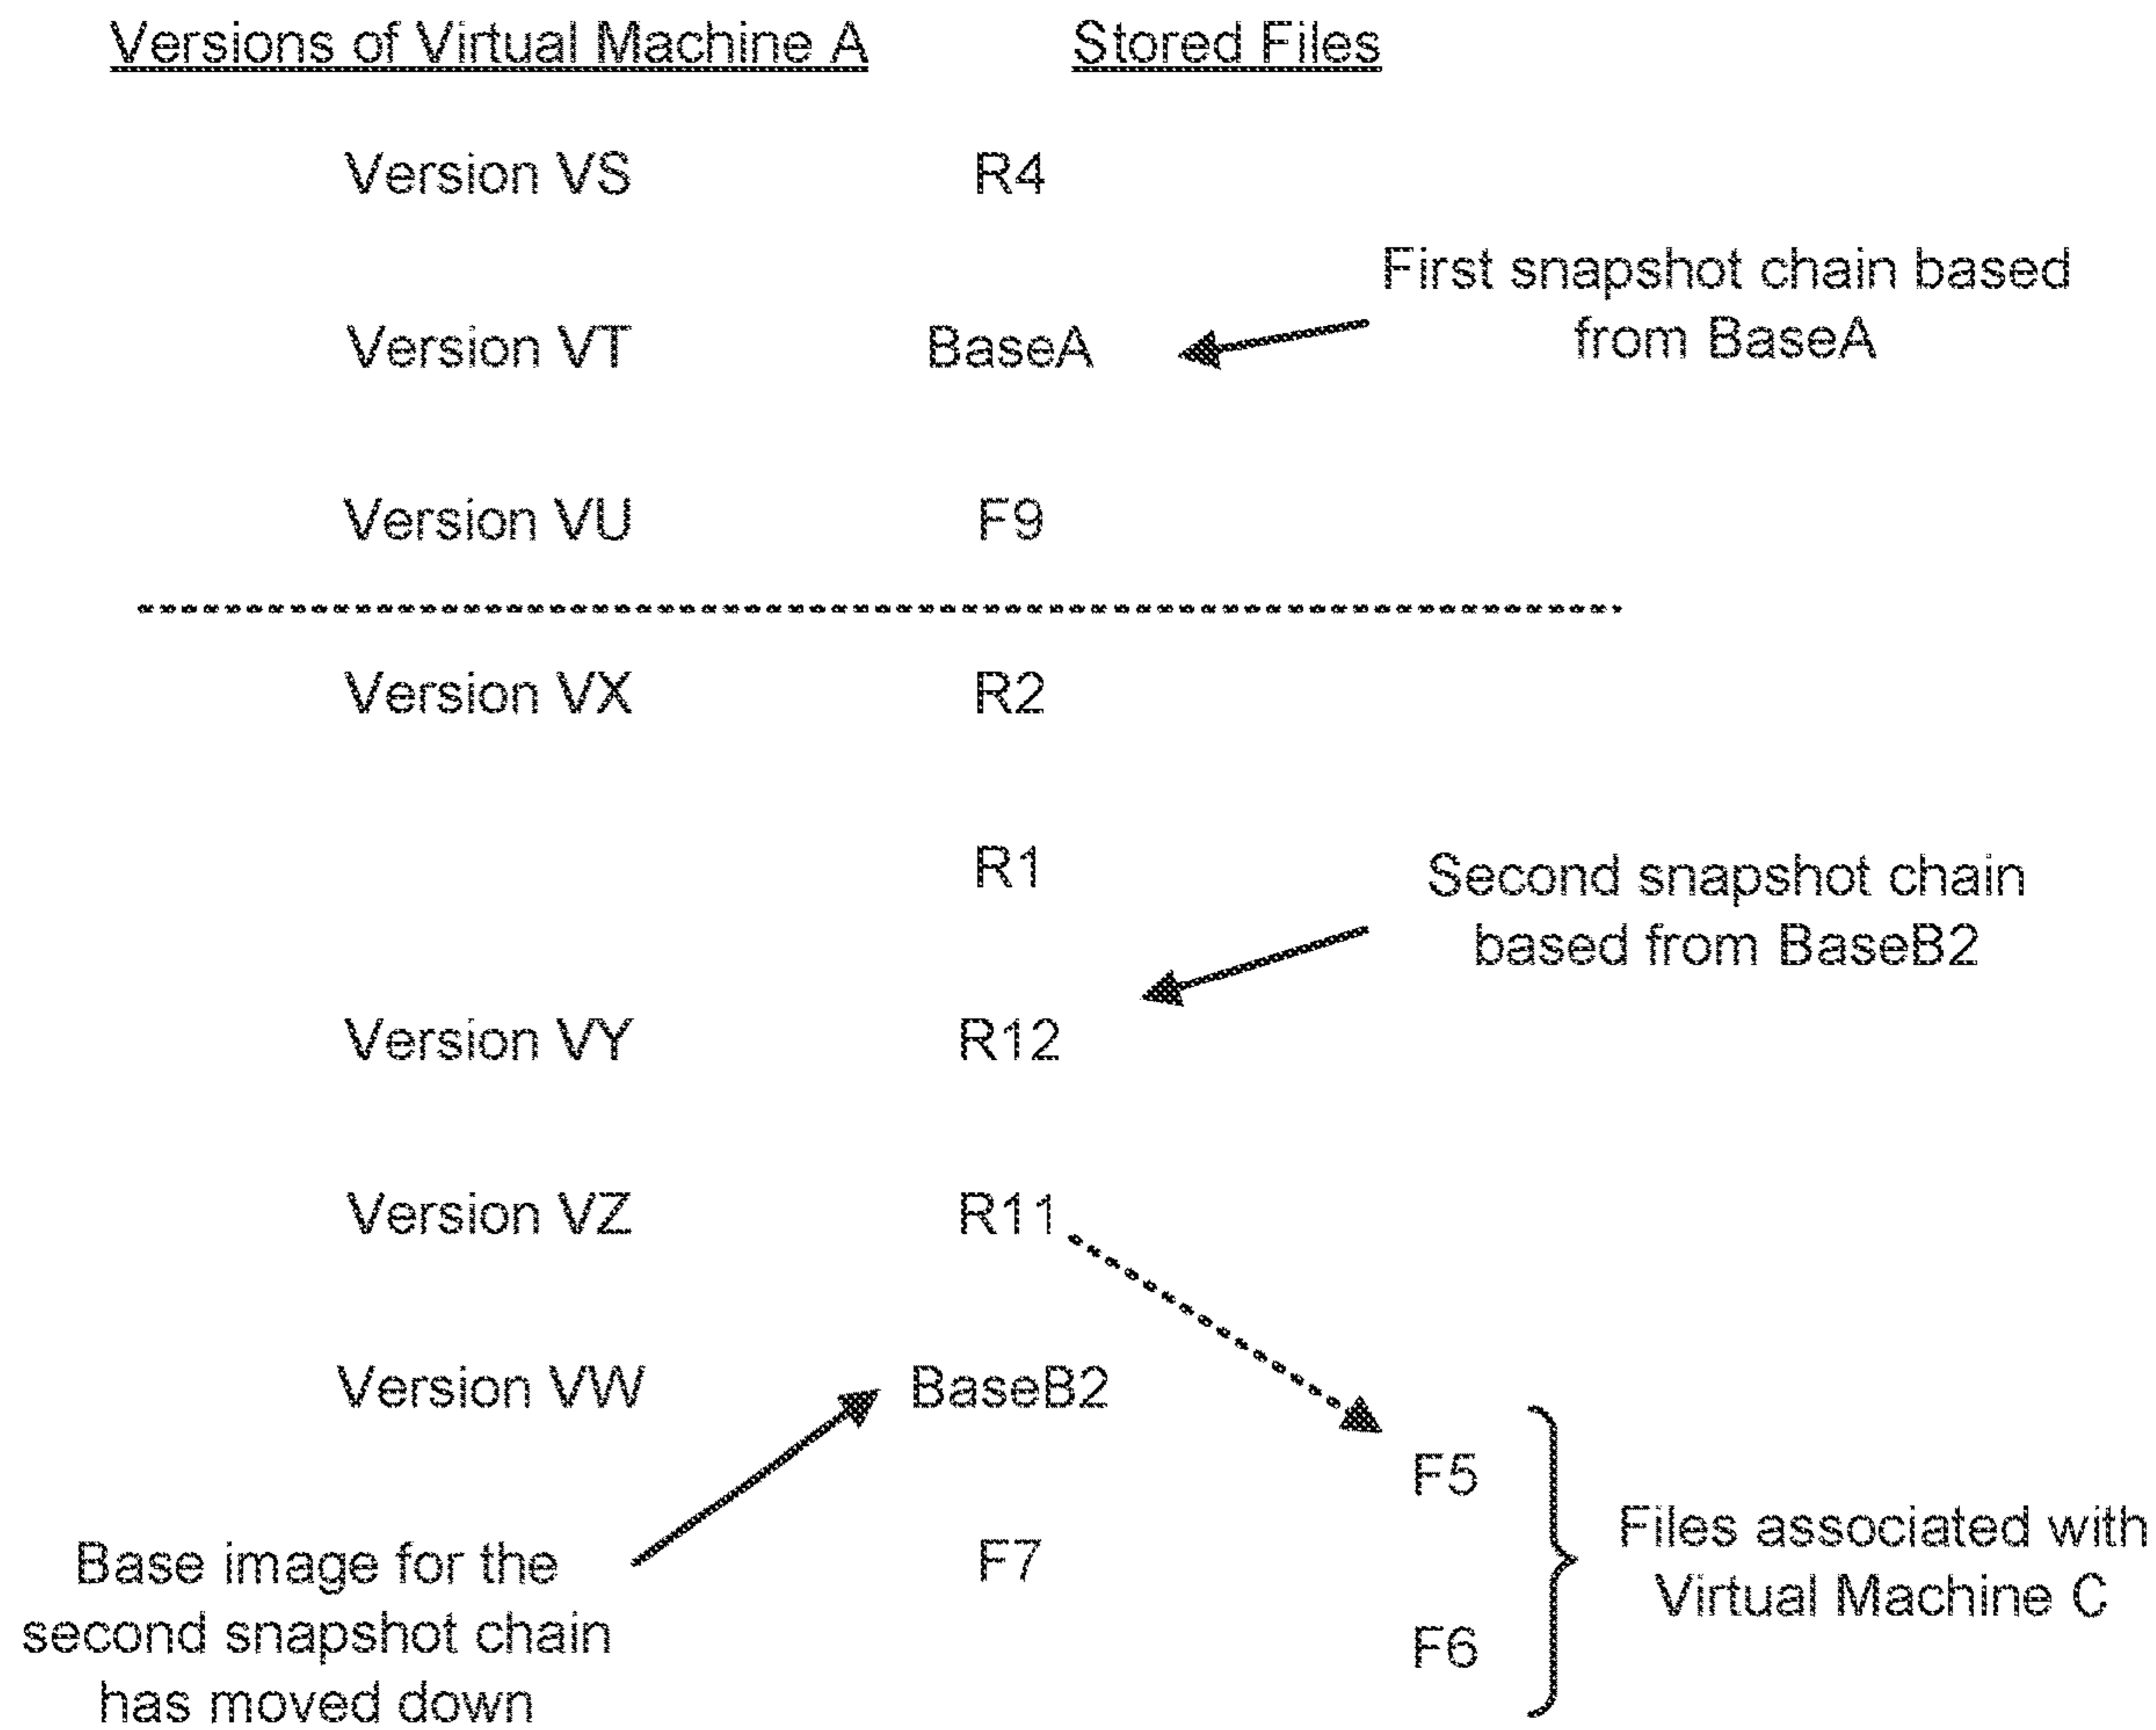 Versions of Virtual Machine A Stored Files
Version VS R4
First snapshot chain based
from BaseA
Version VT BaseA
Version VU F9
Version VX R2
R1
Second snapshot chain
based from BaseB2
Version VY R12
Version VZ R11
Version VW BaseB2
F5
F7
Base image for the
second snapshot chain
has moved down
Files associated with
Virtual Machine C
F6